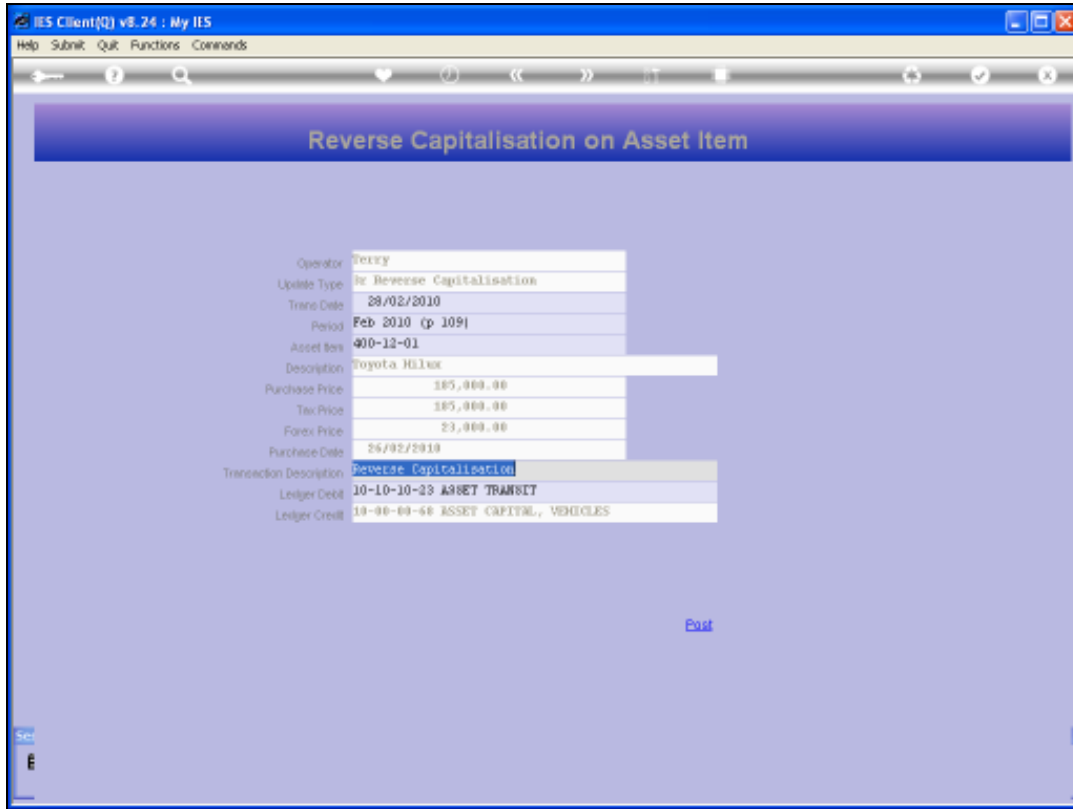 IES Client(Q) v8.24 : My IES
Help Submit Quit Functions Commands
Reverse Capitalisation on Asset Item
Operator Terry
Update Type 3r Reverse Capitalisation
Trans Date 28/02/2010
Period Feb 2010 (p 109)
Asset Item 400-12-01
Description Toyota Hilux
Purchase Price 185,000.00
Tax Price 185,000.00
Forex Price 23,000.00
Purchase Date 26/02/2010
Transaction Description Reverse Capitalisation
Ledger Debit 10-10-10-23 ASSET TRANSIT
Ledger Credit 10-00-00-60 ASSET CAPITAL, VEHICLES
Post